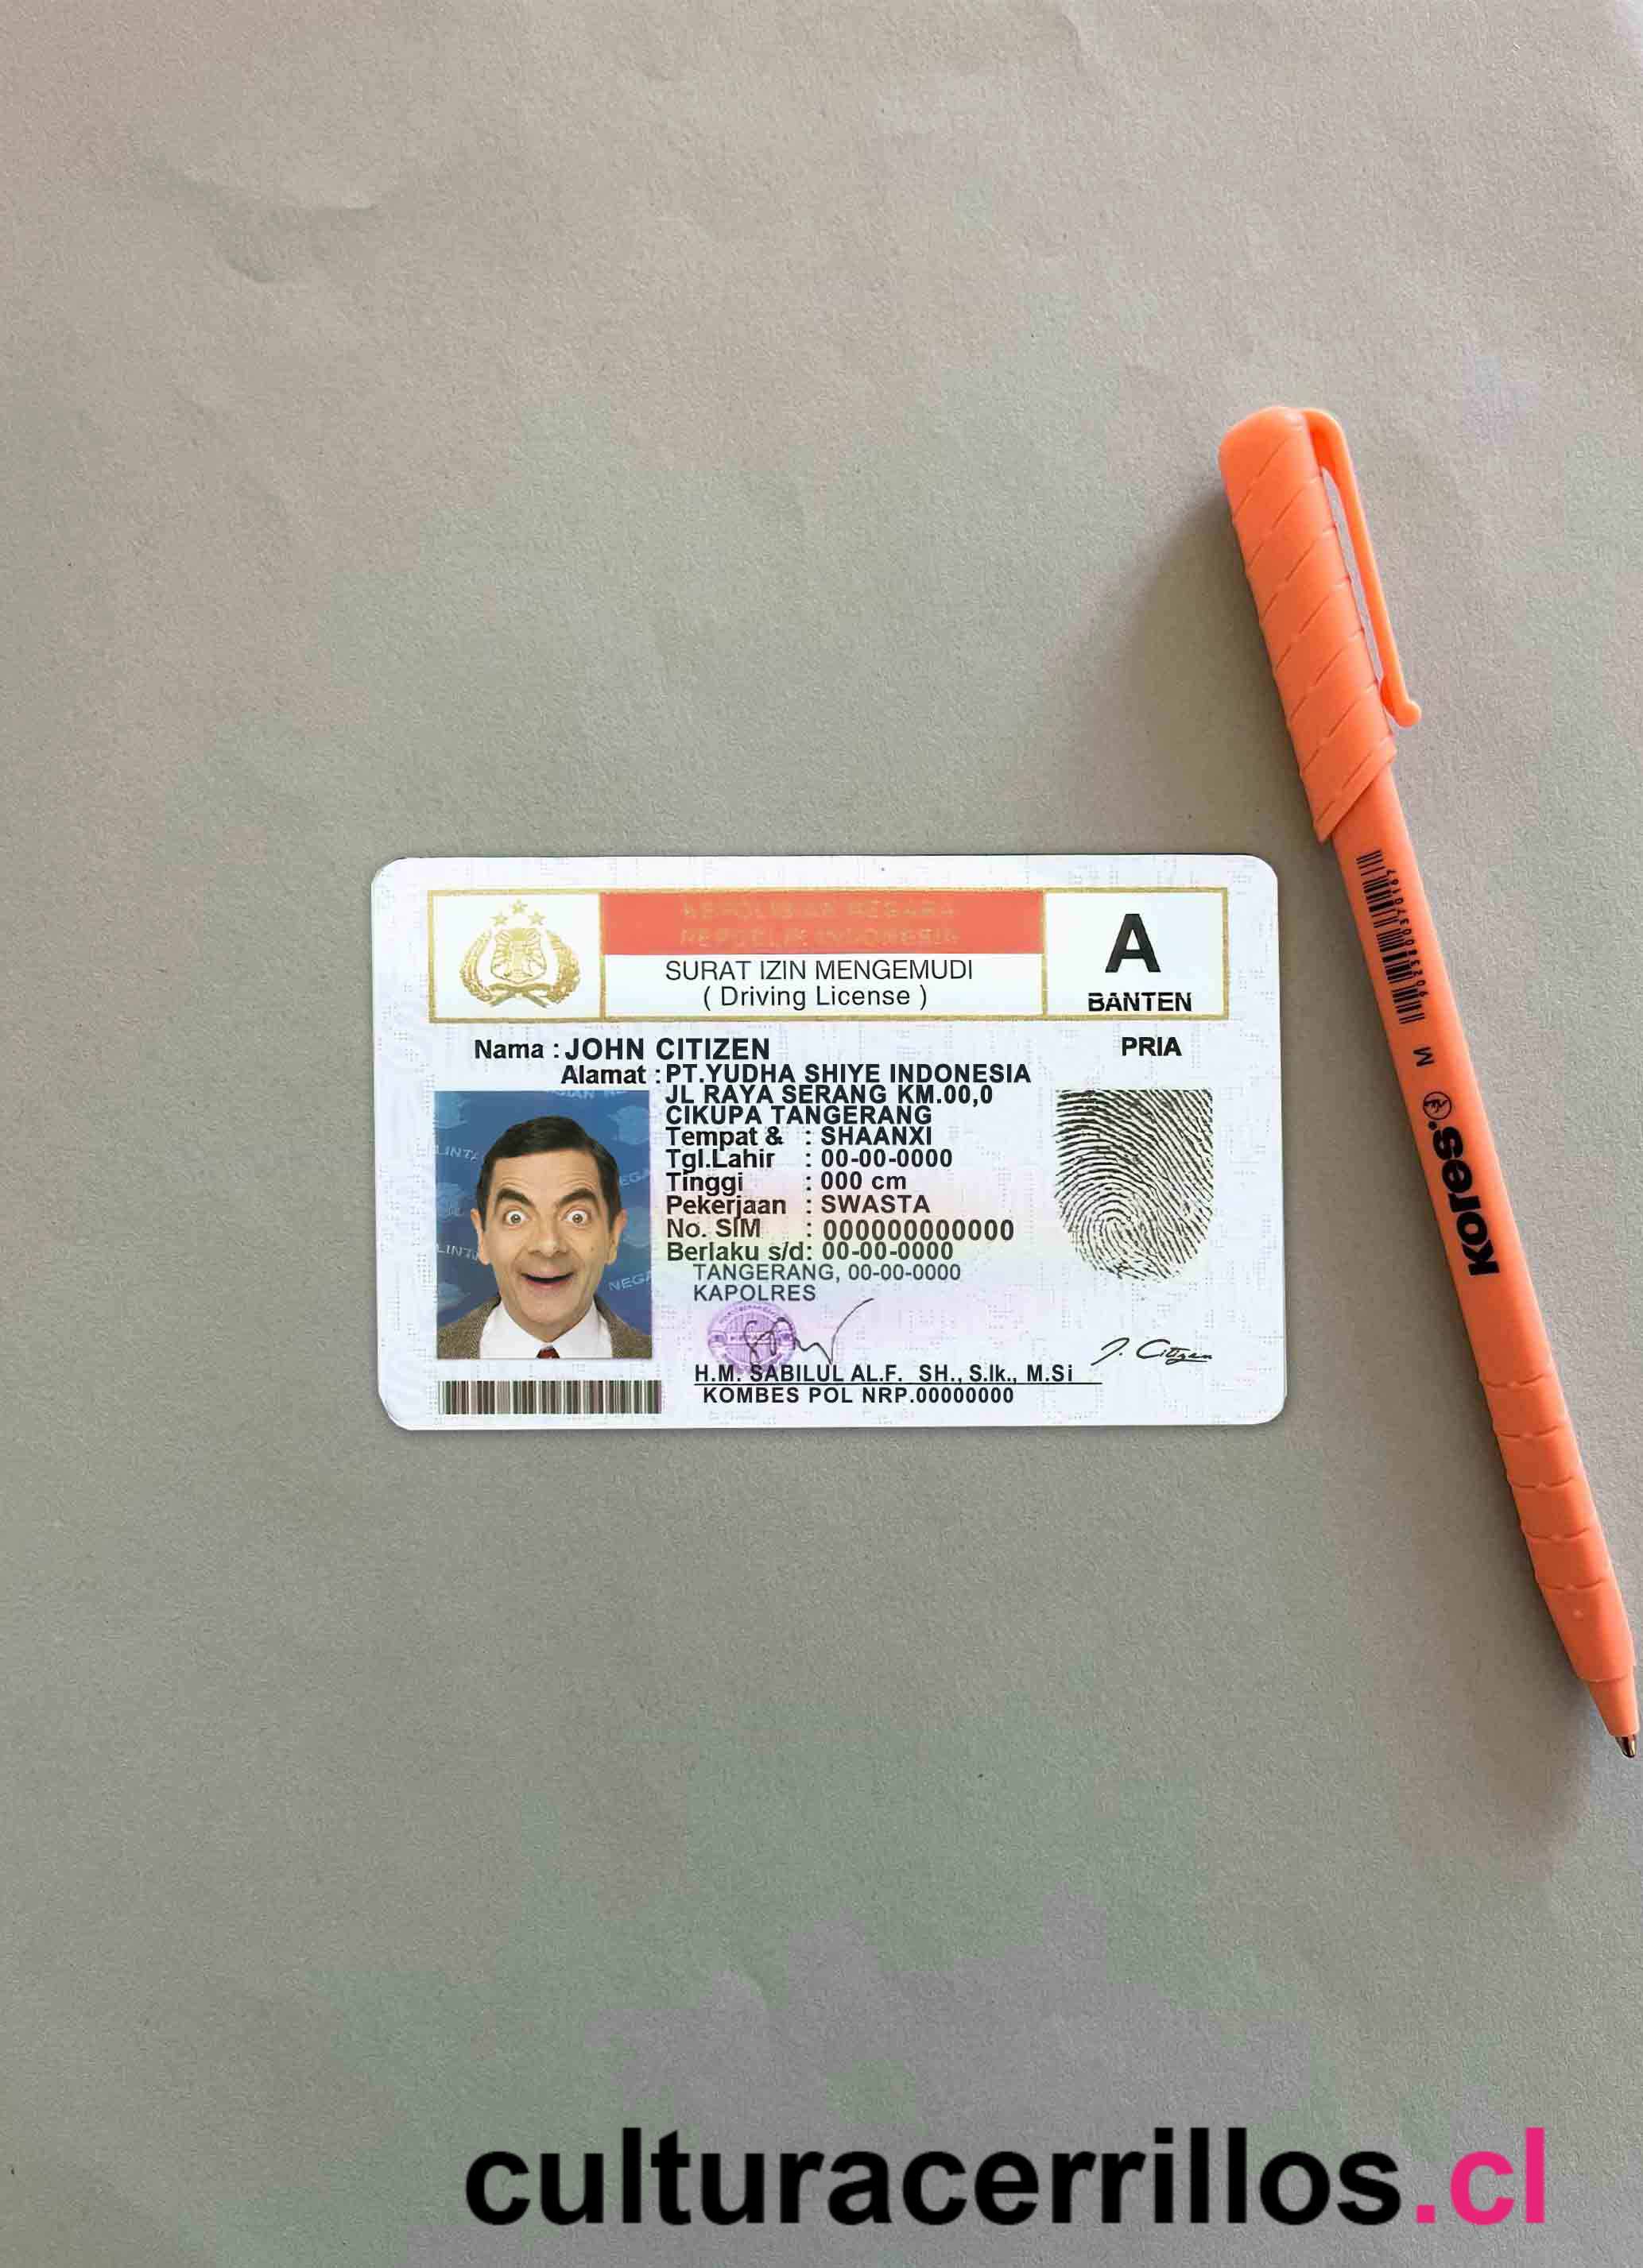 KEPOLISIAN NEGARA
REPUBLIK INDONESIA
SURAT IZIN MENGEMUDI
( Driving License )
A
BANTEN
Nama : JOHN CITIZEN
PRIA
Alamat : PT.YUDHA SHIYE INDONESIA
JL RAYA SERANG KM.00,0
CIKUPA TANGERANG
Tempat & : SHAANXI
Tgl.Lahir : 00-00-0000
Tinggi : 000 cm
Pekerjaan : SWASTA
No. SIM : 000000000000
Berlaku s/d: 00-00-0000
TANGERANG, 00-00-0000
KAPOLRES
J. Citizen
H.M. SABILUL AL.F. SH., S.Ik., M.Si
KOMBES POL NRP.00000000
Kores
M
culturacerrillos.cl